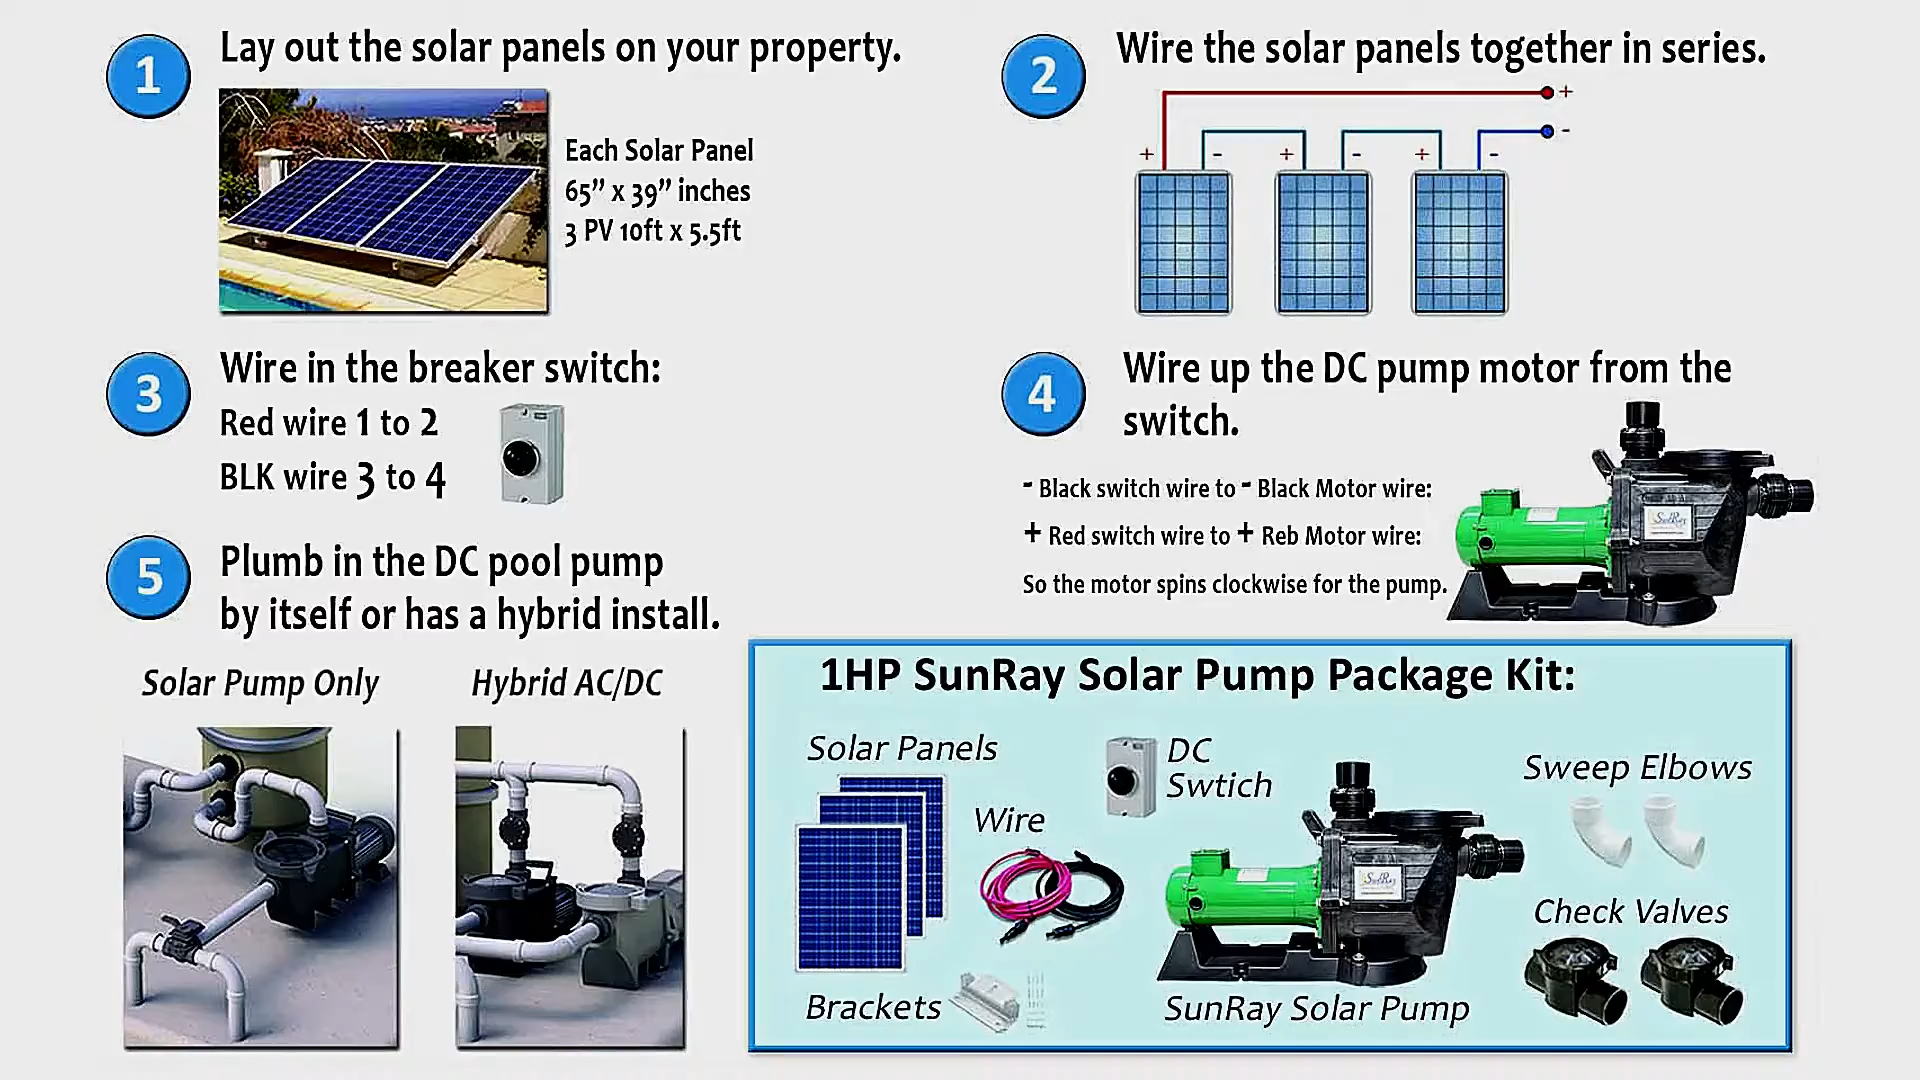 1
Lay out the solar panels on your property.
Each Solar Panel
65” x 39” inches
3 PV 10ft x 5.5ft
2
Wire the solar panels together in series.
+
-
+ - + - + -
3
Wire in the breaker switch:
Red wire 1 to 2
BLK wire 3 to 4
4
Wire up the DC pump motor from the
switch.
- Black switch wire to - Black Motor wire:
+ Red switch wire to + Reb Motor wire:
So the motor spins clockwise for the pump.
SunRay
5
Plumb in the DC pool pump
by itself or has a hybrid install.
Solar Pump Only
Hybrid AC/DC
1HP SunRay Solar Pump Package Kit:
Solar Panels
Wire
DC
Swtich
Sweep Elbows
SunRay
Check Valves
Brackets
SunRay Solar Pump